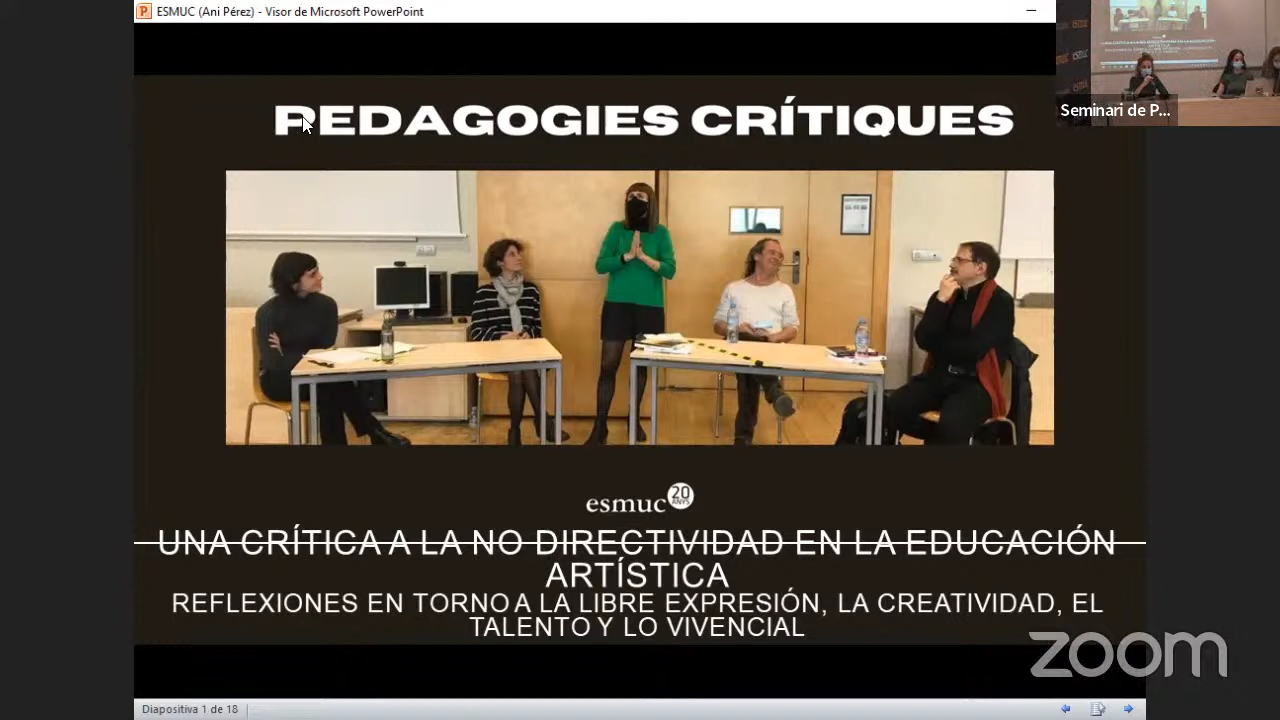 ESMUC (Ani Pérez) - Visor de Microsoft PowerPoint
Seminari de P...
PEDAGOGIES CRÍTIQUES
esmuc 20 ANYS
UNA CRÍTICA A LA NO DIRECTIVIDAD EN LA EDUCACIÓN
ARTÍSTICA
REFLEXIONES EN TORNO A LA LIBRE EXPRESIÓN, LA CREATIVIDAD, EL
TALENTO Y LO VIVENCIAL
zoom
Diapositiva 1 de 18